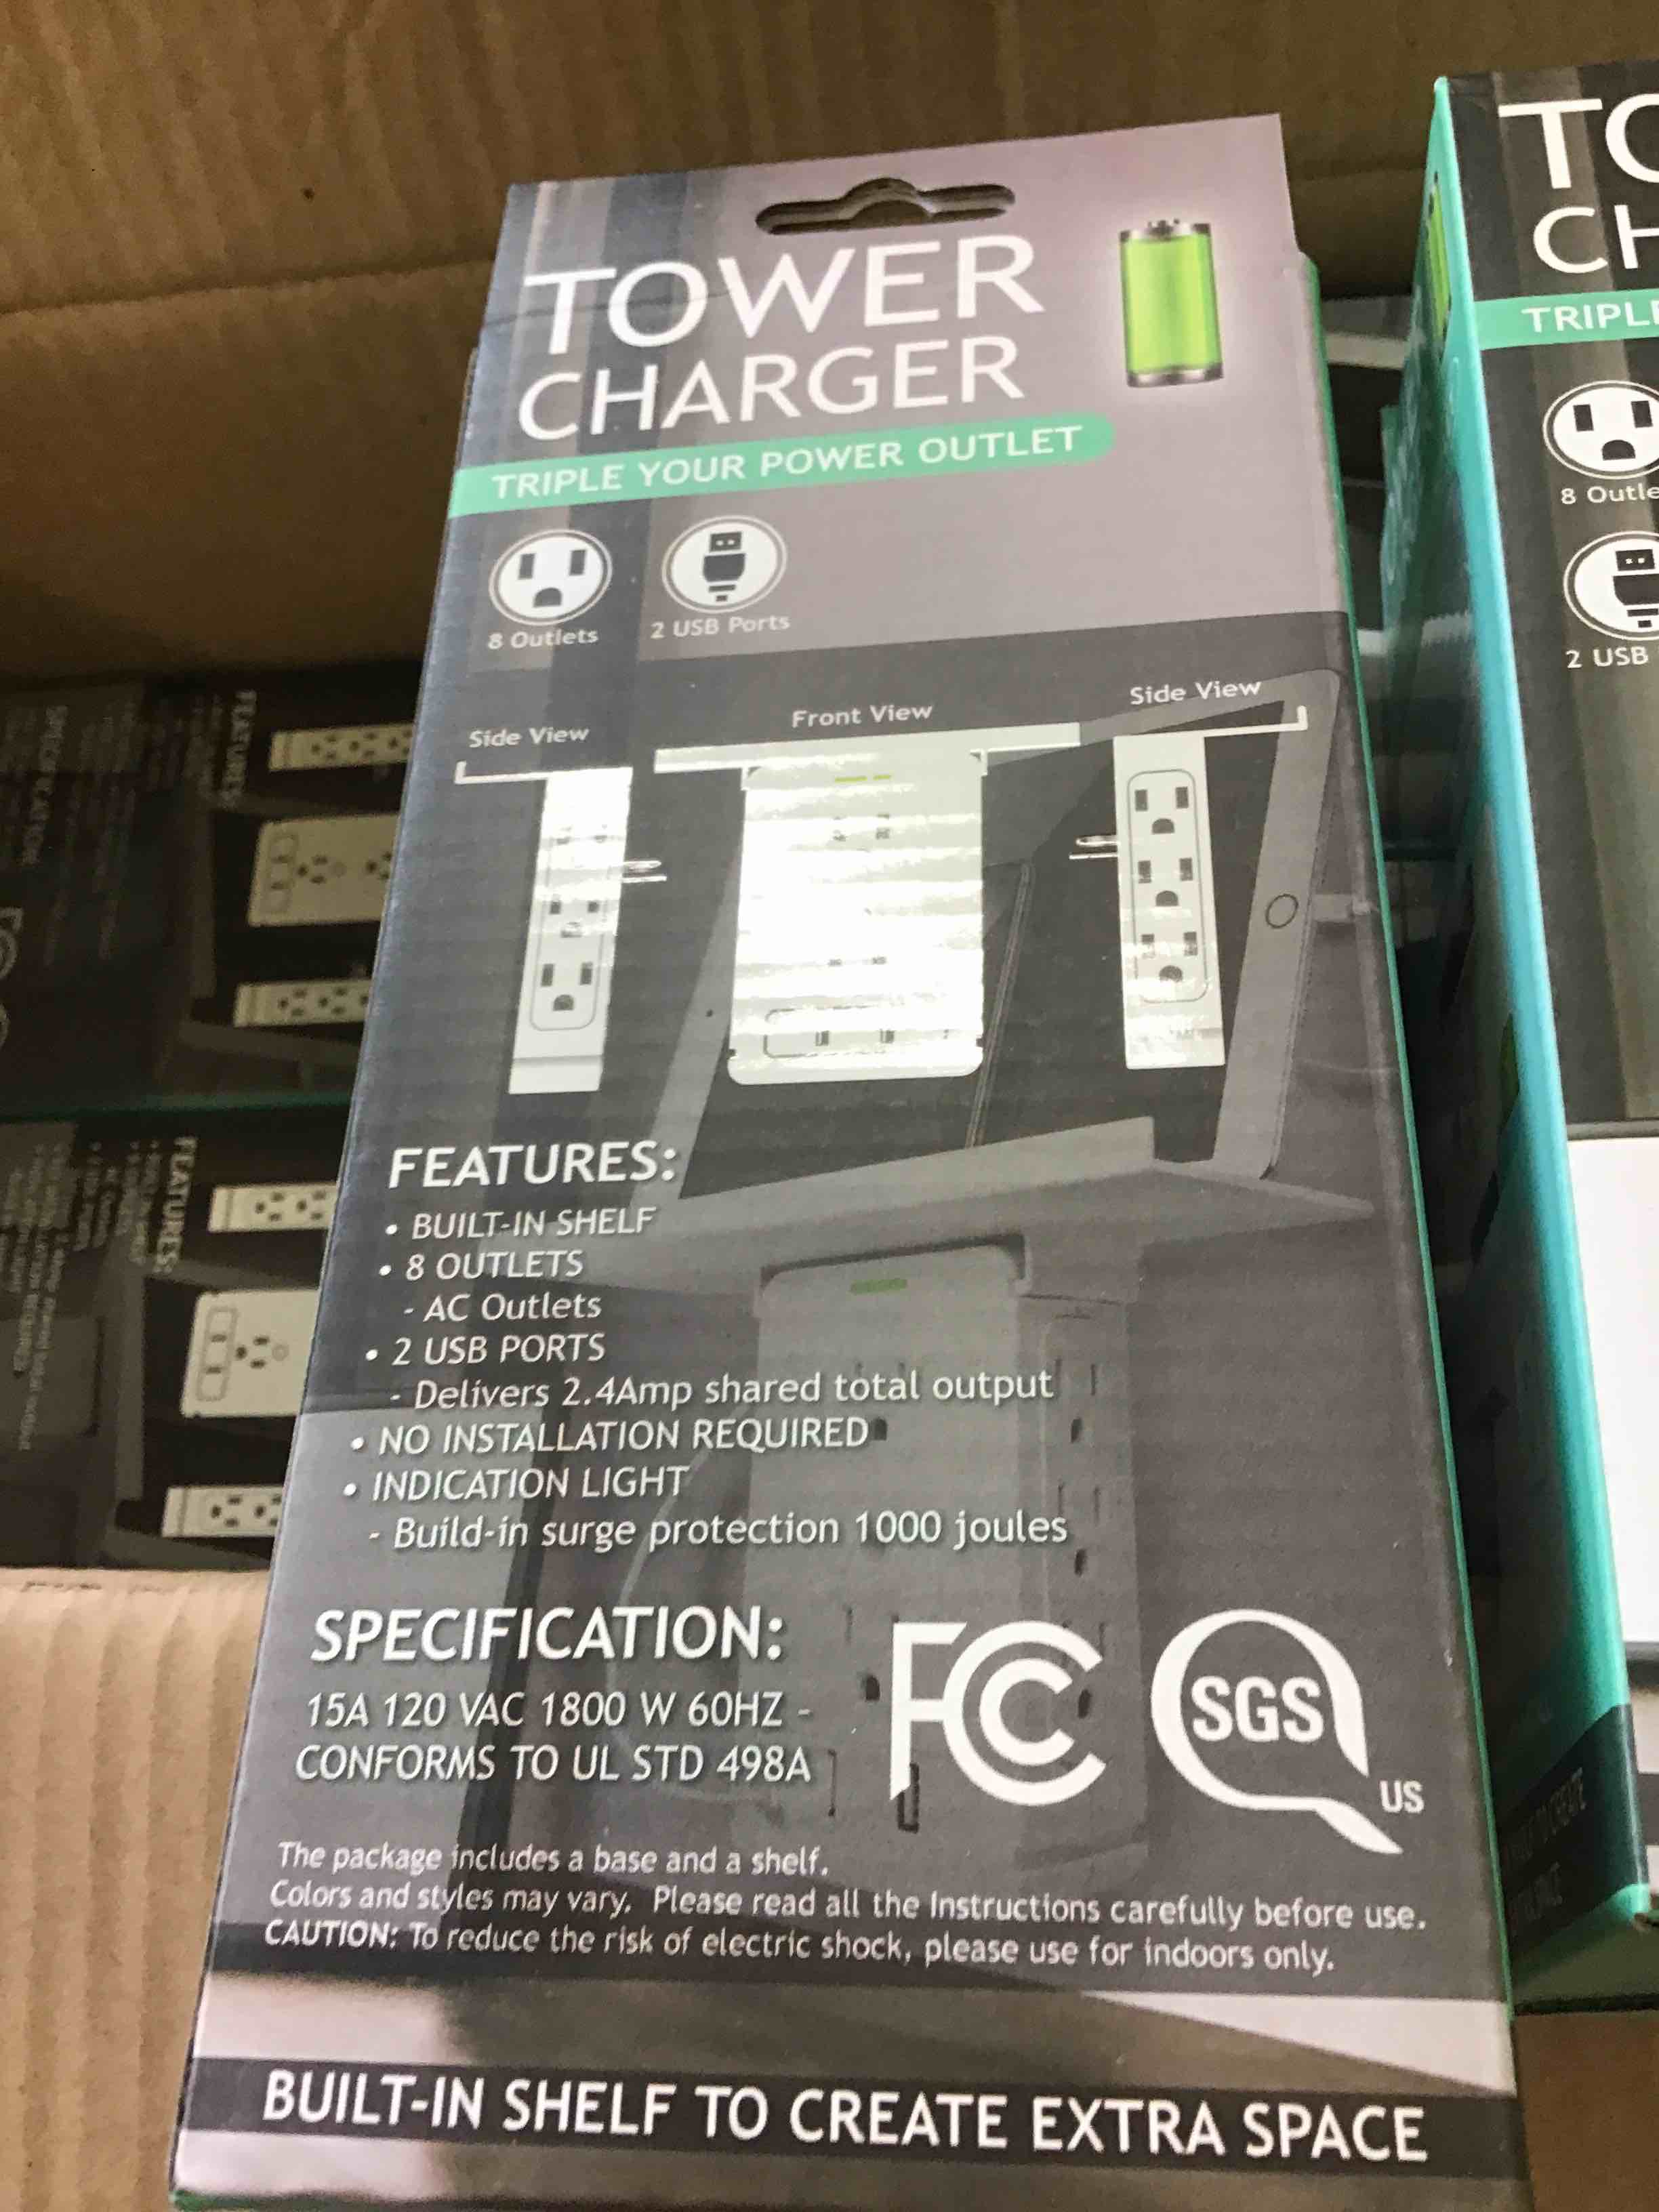 TOWER
CHARGER
TRIPLE YOUR POWER OUTLET
8 Outlets
2 USB Ports
Side View
Front View
Side View
FEATURES:
• BUILT-IN SHELF
• 8 OUTLETS
- AC Outlets
• 2 USB PORTS
- Delivers 2.4Amp shared total output
• NO INSTALLATION REQUIRED
• INDICATION LIGHT
- Build-in surge protection 1000 joules
SPECIFICATION:
15A 120 VAC 1800 W 60HZ -
CONFORMS TO UL STD 498A
FC
SGS
US
The package includes a base and a shelf.
Colors and styles may vary. Please read all the Instructions carefully before use.
CAUTION: To reduce the risk of electric shock, please use for indoors only.
BUILT-IN SHELF TO CREATE EXTRA SPACE
TO
CH
TRIPLE
8 Outle
2 USB
FEATURES:
SPECIFICATION:
FEATURES: